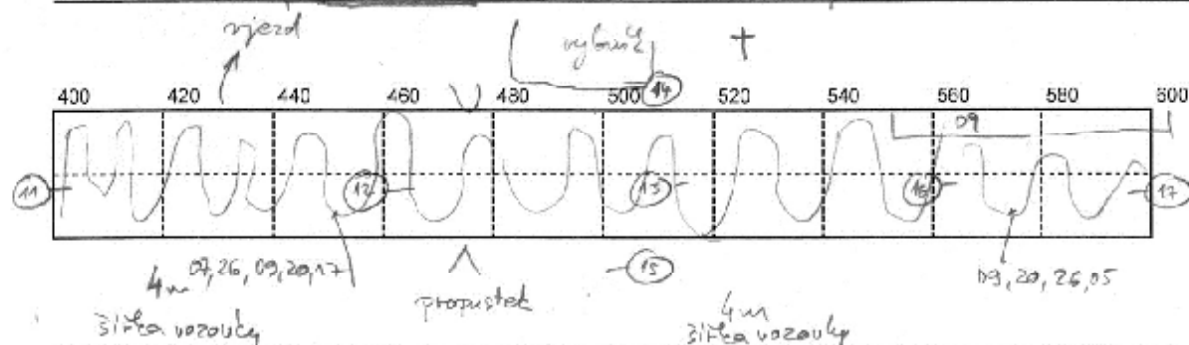 vjezd
výhyb.
400 420 440 460 480 500 520 540 560 580 600
14
09
11 12 13 16 17
07,26,09,20,17
15
09,20,26,05
4m propustek 4m
šířka vozovky šířka vozovky